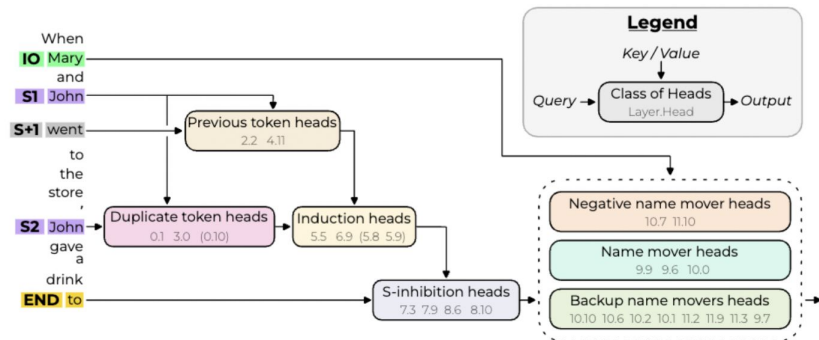 When
IO Mary
and
S1 John
S+1 went
to
the
store
,
S2 John
gave
a
drink
END to
Previous token heads
2.2 4.11
Duplicate token heads
0.1 3.0 (0.10)
Induction heads
5.5 6.9 (5.8 5.9)
S-inhibition heads
7.3 7.9 8.6 8.10
Legend
Key / Value
Query
Class of Heads
Layer.Head
Output
Negative name mover heads
10.7 11.10
Name mover heads
9.9 9.6 10.0
Backup name movers heads
10.10 10.6 10.2 10.1 11.2 11.9 11.3 9.7